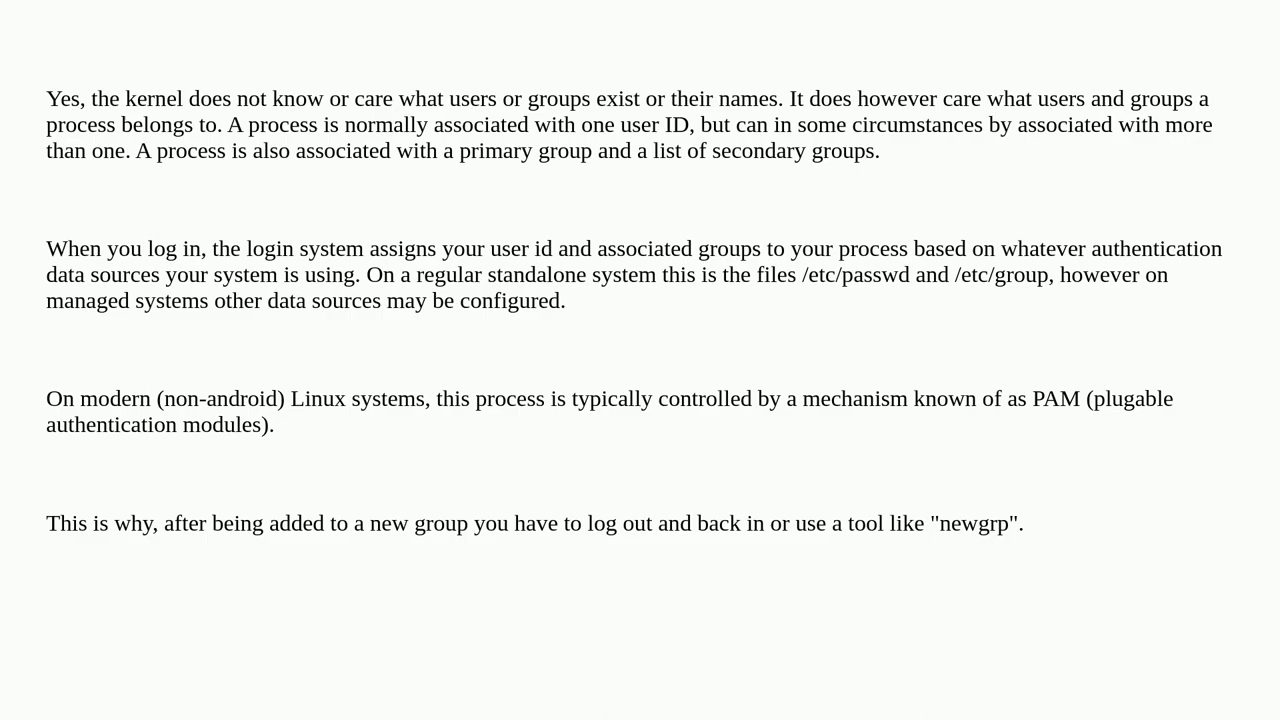 Yes, the kernel does not know or care what users or groups exist or their names. It does however care what users and groups a
process belongs to. A process is normally associated with one user ID, but can in some circumstances by associated with more
than one. A process is also associated with a primary group and a list of secondary groups.
When you log in, the login system assigns your user id and associated groups to your process based on whatever authentication
data sources your system is using. On a regular standalone system this is the files /etc/passwd and /etc/group, however on
managed systems other data sources may be configured.
On modern (non-android) Linux systems, this process is typically controlled by a mechanism known of as PAM (plugable
authentication modules).
This is why, after being added to a new group you have to log out and back in or use a tool like "newgrp".